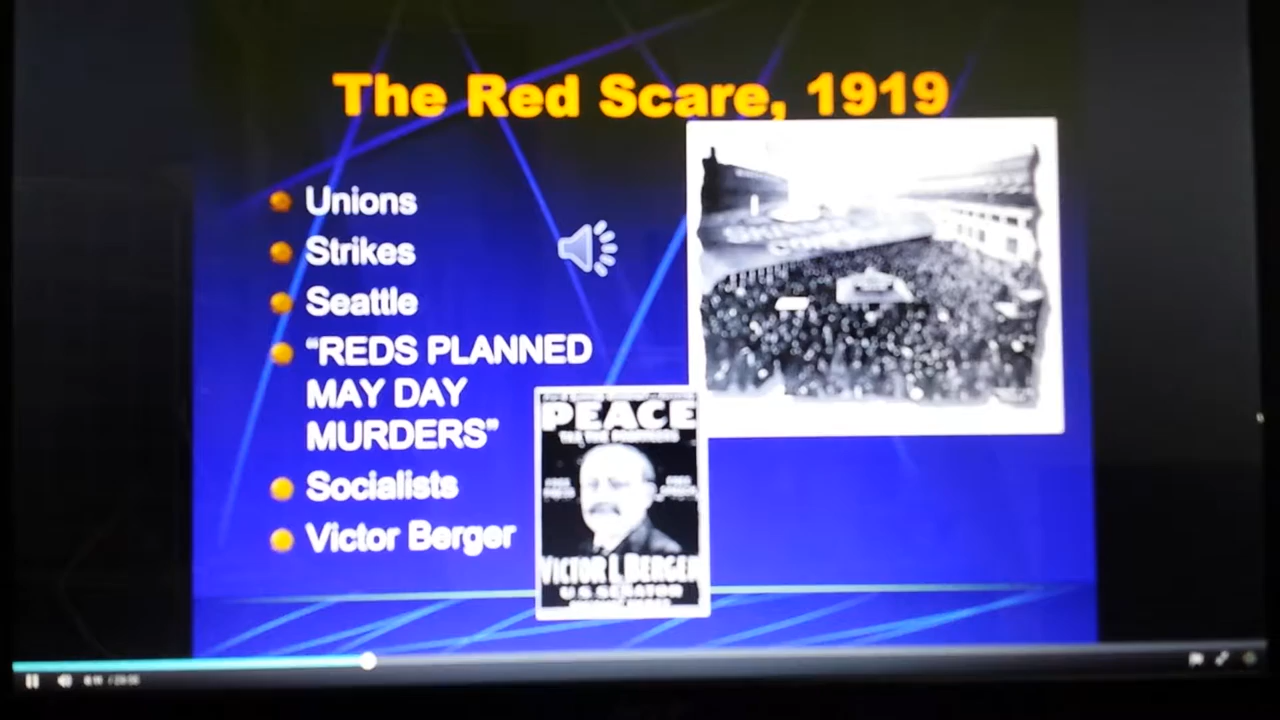 The Red Scare, 1919
Unions
Strikes
Seattle
"REDS PLANNED
MAY DAY
MURDERS"
Socialists
Victor Berger
PEACE
VICTOR L. BERGER
U.S. SENATOR